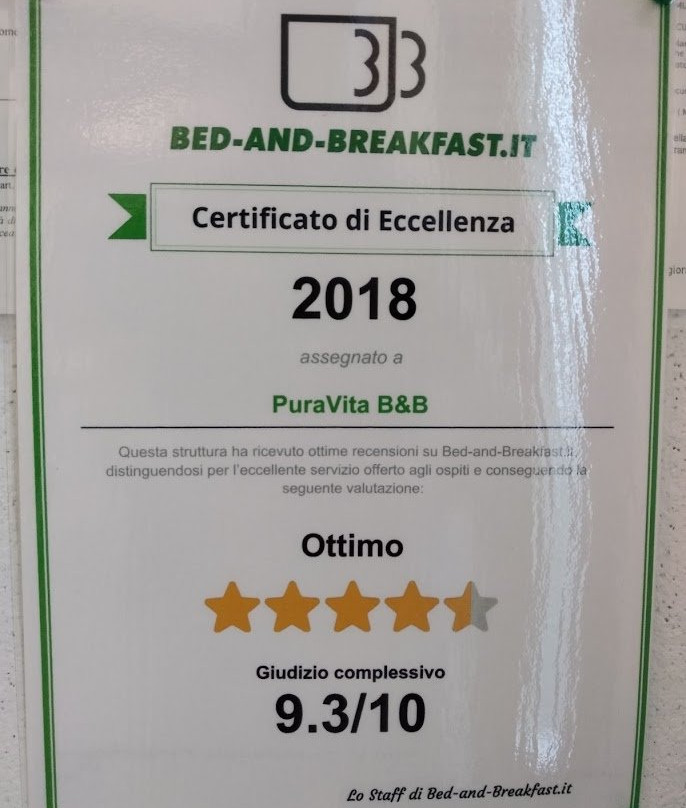 BED-AND-BREAKFAST.IT
Certificato di Eccellenza
2018
assegnato a
PuraVita B&B
Questa struttura ha ricevuto ottime recensioni su Bed-and-Breakfast.it,
distinguendosi per l'eccellente servizio offerto agli ospiti e conseguendo la
seguente valutazione:
Ottimo
Giudizio complessivo
9.3/10
Lo Staff di Bed-and-Breakfast.it